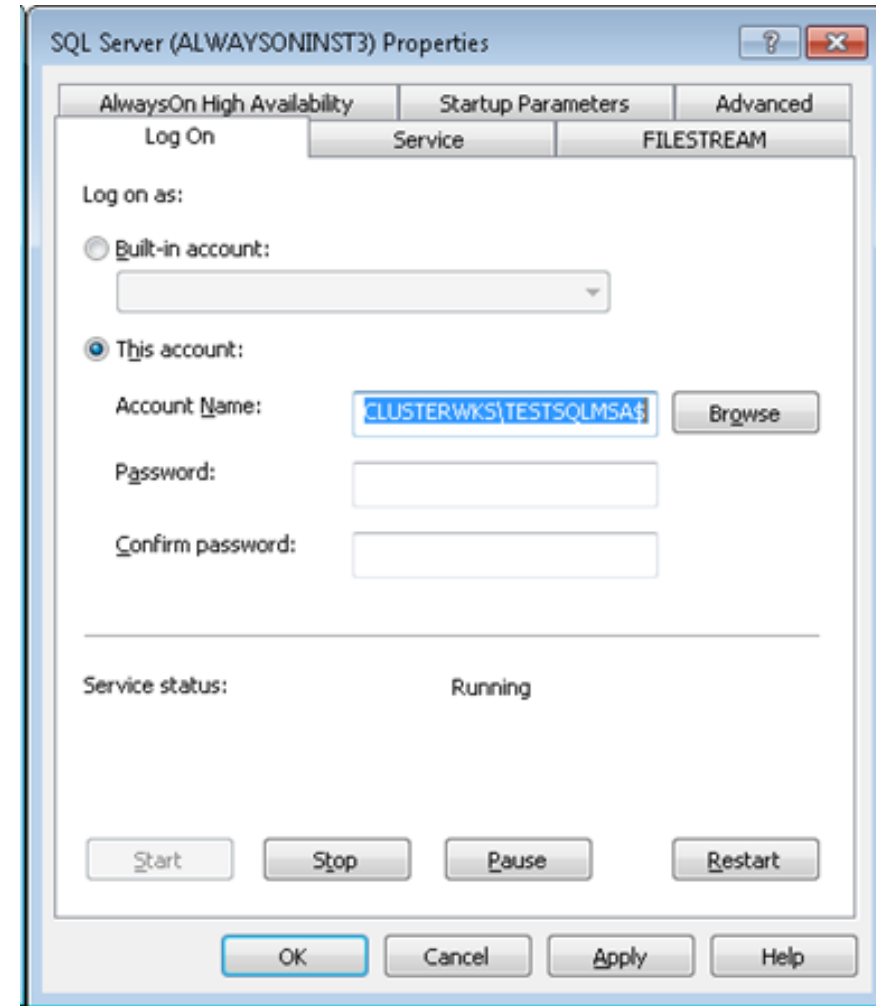 SQL Server (ALWAYSONINST3) Properties
AlwaysOn High Availability Startup Parameters Advanced
Log On Service FILESTREAM
Log on as:
Built-in account:
This account:
Account Name: CLUSTERWKS\TESTSQLMSA$ Browse
Password:
Confirm password:
Service status: Running
Start Stop Pause Restart
OK Cancel Apply Help